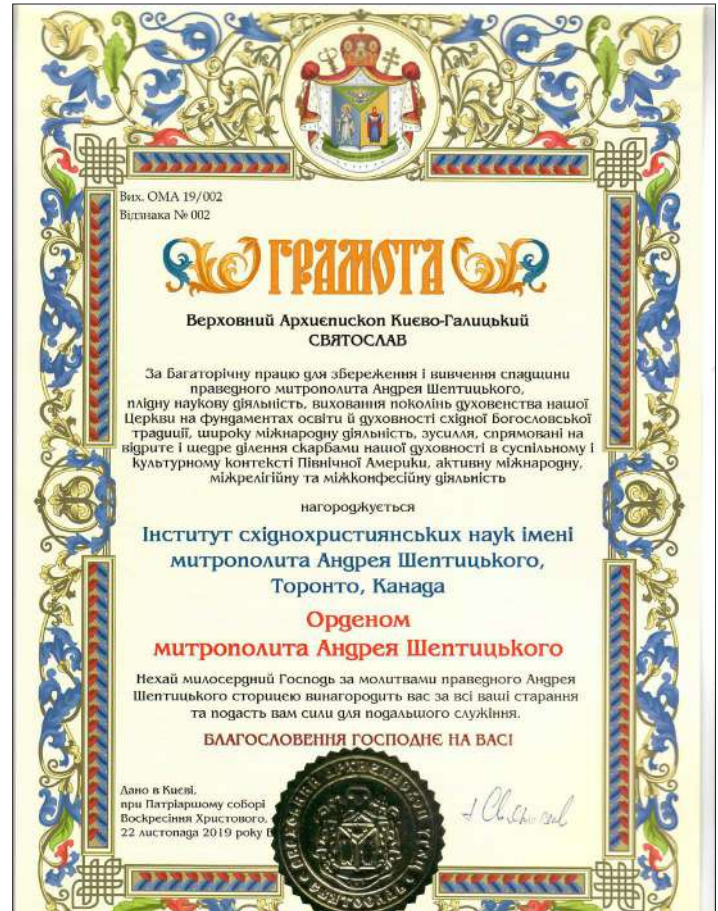 Вих. ОМА 19/002
Відзнака № 002
ГРАМОТА
Верховний Архиєпископ Києво-Галицький
СВЯТОСЛАВ
За Багаторічну працю для збереження і вивчення спадщини
праведного митрополита Андрея Шептицького,
плідну наукову діяльність, виховання поколінь духовенства нашої
Церкви на фундаментах освіти й духовності східної Богословської
традиції, широку міжнародну діяльність, зусилля, спрямовані на
відрите і щедре ділення скарбами нашої духовності в суспільному і
культурному контексті Північної Америки, активну міжнародну,
міжрелігійну та міжконфесійну діяльність
нагороджується
Інститут східнохристиянських наук імені
митрополита Андрея Шептицького,
Торонто, Канада
Орденом
митрополита Андрея Шептицького
Нехай милосердний Господь за молитвами праведного Андрея
Шептицького сторицею винагородить вас за всі ваші старання
та подасть вам сили для подальшого служіння.
БЛАГОСЛОВЕННЯ ГОСПОДНЄ НА ВАС!
Дано в Києві,
при Патріаршому соборі
Воскресіння Христового,
22 листопада 2019 року